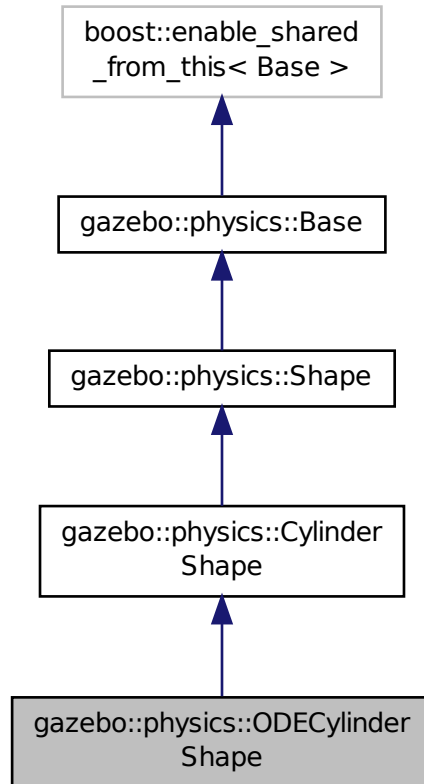 boost::enable_shared
_from_this< Base >
gazebo::physics::Base
gazebo::physics::Shape
gazebo::physics::Cylinder
Shape
gazebo::physics::ODECylinder
Shape